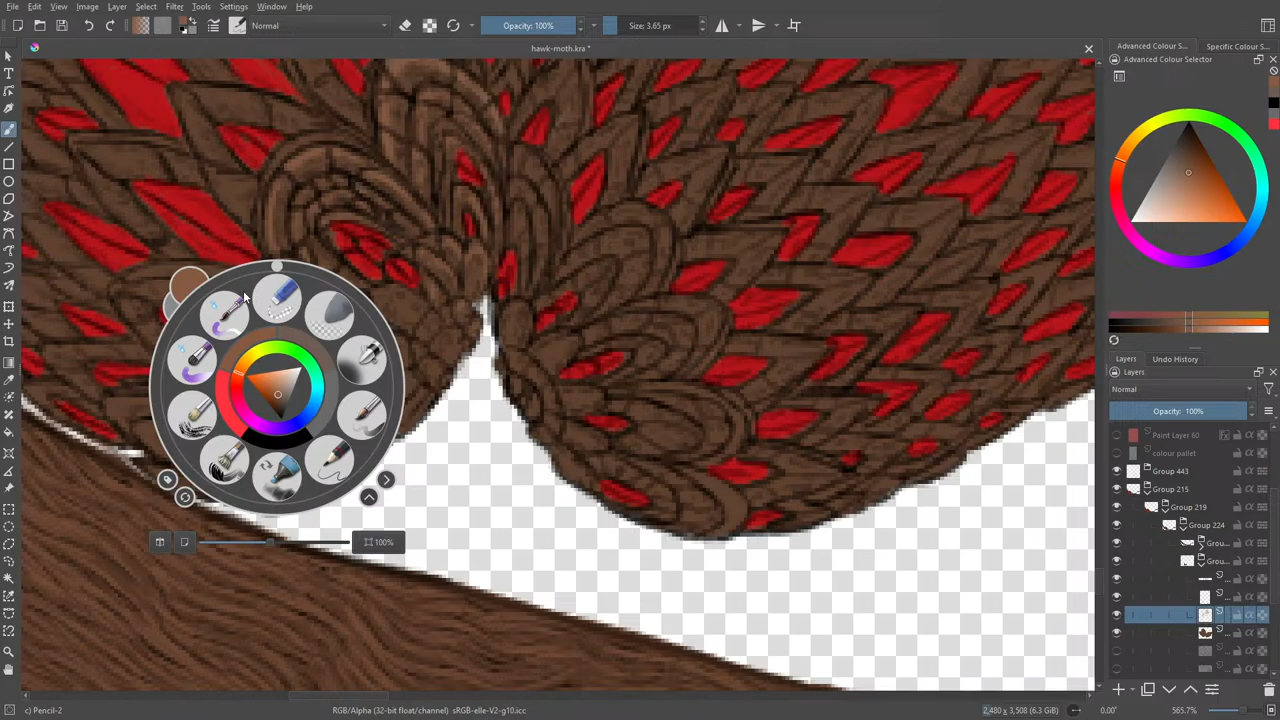 File Edit View Image Layer Select Filter Tools Settings Window Help
Normal Opacity: 100% Size: 3.65 px
hawk-moth.kra *
Advanced Colour S... Specific Colour S...
Advanced Colour Selector
Layers Undo History
Layers
Normal
Opacity: 100%
Paint Layer 60
colour pallet
Group 443
Group 215
Group 219
Group 224
Grou...
Grou...
...
...
...
...
...
...
100%
c) Pencil-2 RGB/Alpha (32-bit float/channel) sRGB-elle-V2-g10.icc 2,480 x 3,508 (6.3 GiB) 0.00° 565.7%